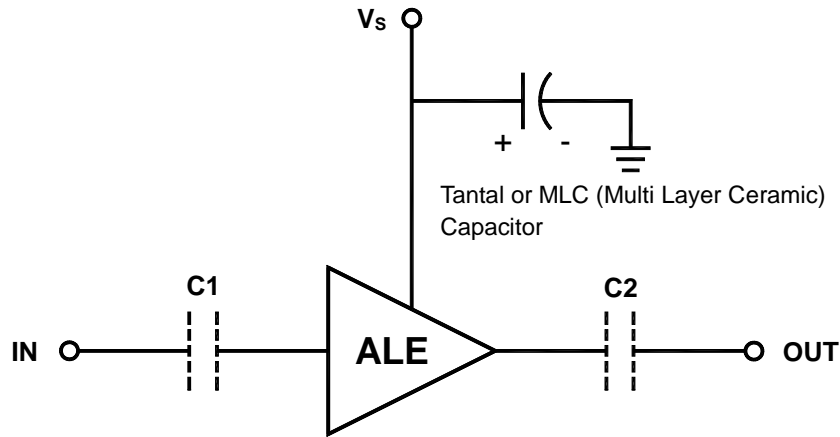 Vs
+ -
Tantal or MLC (Multi Layer Ceramic)
Capacitor
C1
C2
IN
ALE
OUT